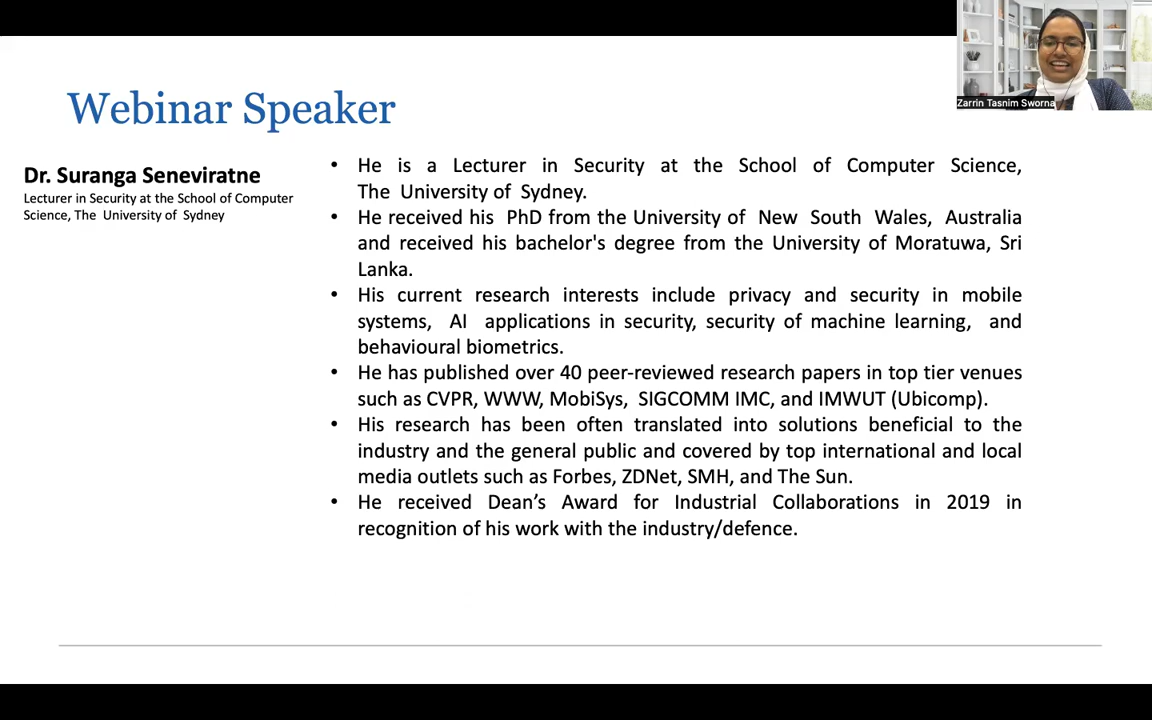 Zarrin Tasnim Sworna
Webinar Speaker
Dr. Suranga Seneviratne
Lecturer in Security at the School of Computer
Science, The University of Sydney
• He is a Lecturer in Security at the School of Computer Science,
The University of Sydney.
• He received his PhD from the University of New South Wales, Australia
and received his bachelor's degree from the University of Moratuwa, Sri
Lanka.
• His current research interests include privacy and security in mobile
systems, AI applications in security, security of machine learning, and
behavioural biometrics.
• He has published over 40 peer-reviewed research papers in top tier venues
such as CVPR, WWW, MobiSys, SIGCOMM IMC, and IMWUT (Ubicomp).
• His research has been often translated into solutions beneficial to the
industry and the general public and covered by top international and local
media outlets such as Forbes, ZDNet, SMH, and The Sun.
• He received Dean’s Award for Industrial Collaborations in 2019 in
recognition of his work with the industry/defence.